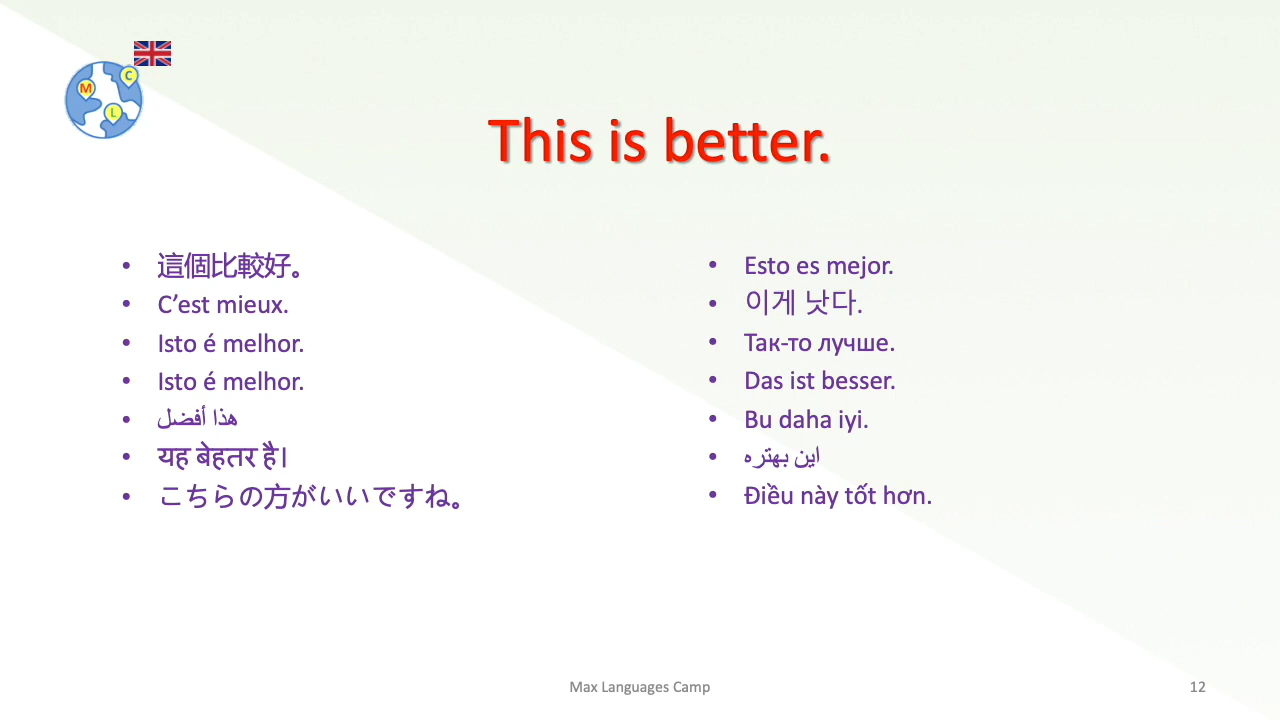 M
C
L
This is better.
• 這個比較好。
• C’est mieux.
• Isto é melhor.
• Isto é melhor.
• هذا أفضل
• यह बेहतर है।
• こちらの方がいいですね。
• Esto es mejor.
• 이게 낫다.
• Так-то лучше.
• Das ist besser.
• Bu daha iyi.
• این بهتره
• Điều này tốt hơn.
Max Languages Camp
12